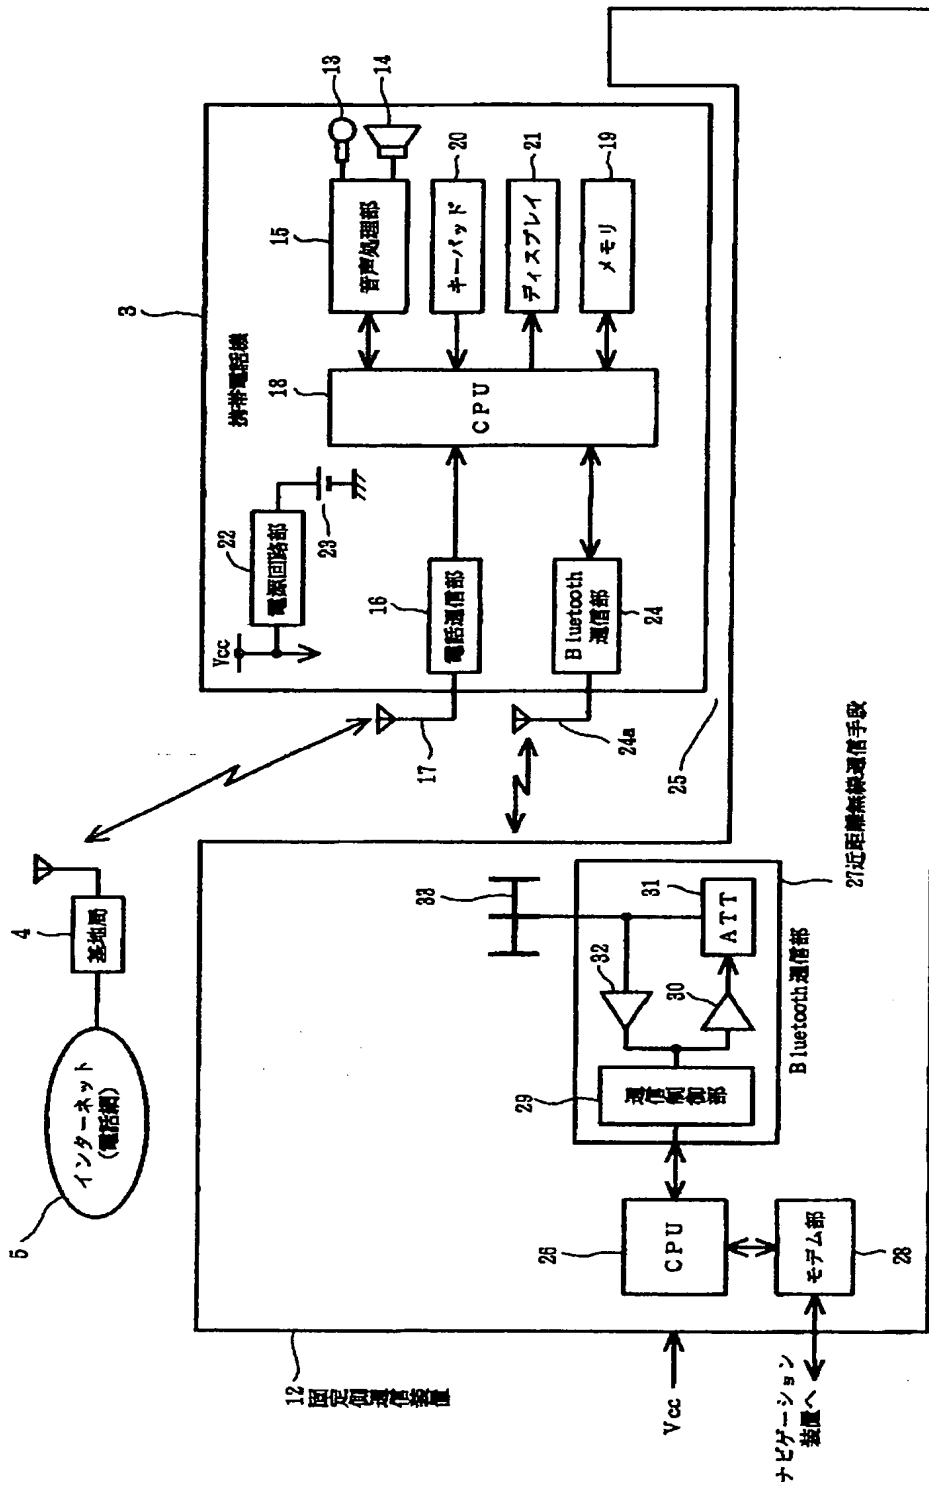 5
インターネット
(電話網)
4
基地局
3
携帯電話機
Vcc
22
電源回路部
23
18
CPU
15
音声処理部
13
14
20
キーパッド
21
ディスプレイ
19
メモリ
16
電話通信部
17
24
Bluetooth
通信部
24a
25
12
固定側通信装置
33
32
31
ATT
30
29
通信制御部
Bluetooth通信部
27近距離無線通信手段
26
CPU
28
モデム部
Vcc
ナビゲーション
装置へ